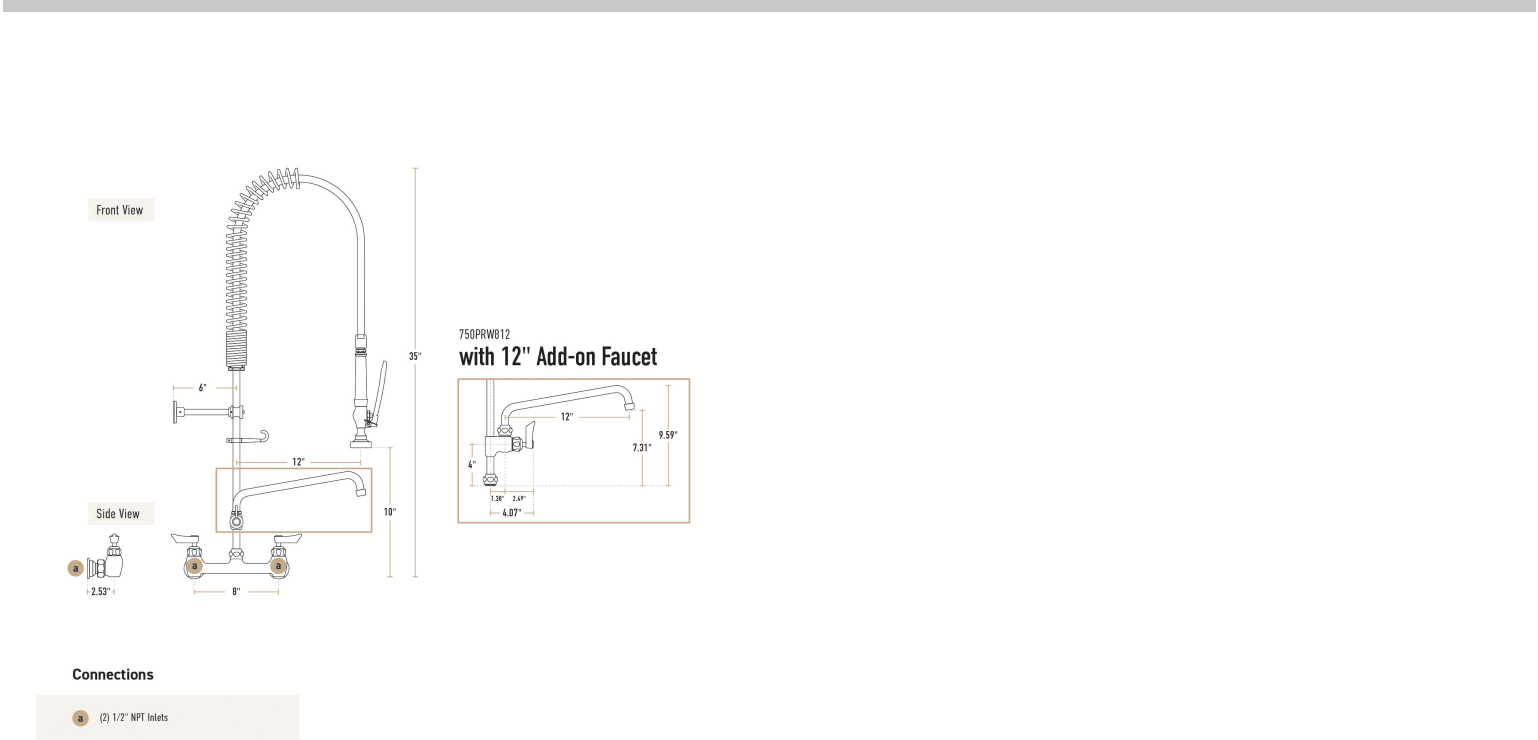 Front View
35"
750PRW812
with 12" Add-on Faucet
6"
12"
9.59"
7.31"
4"
12"
1.38" 2.69"
4.07"
10"
Side View
a
a
a
2.53"
8"
Connections
a (2) 1/2" NPT Inlets